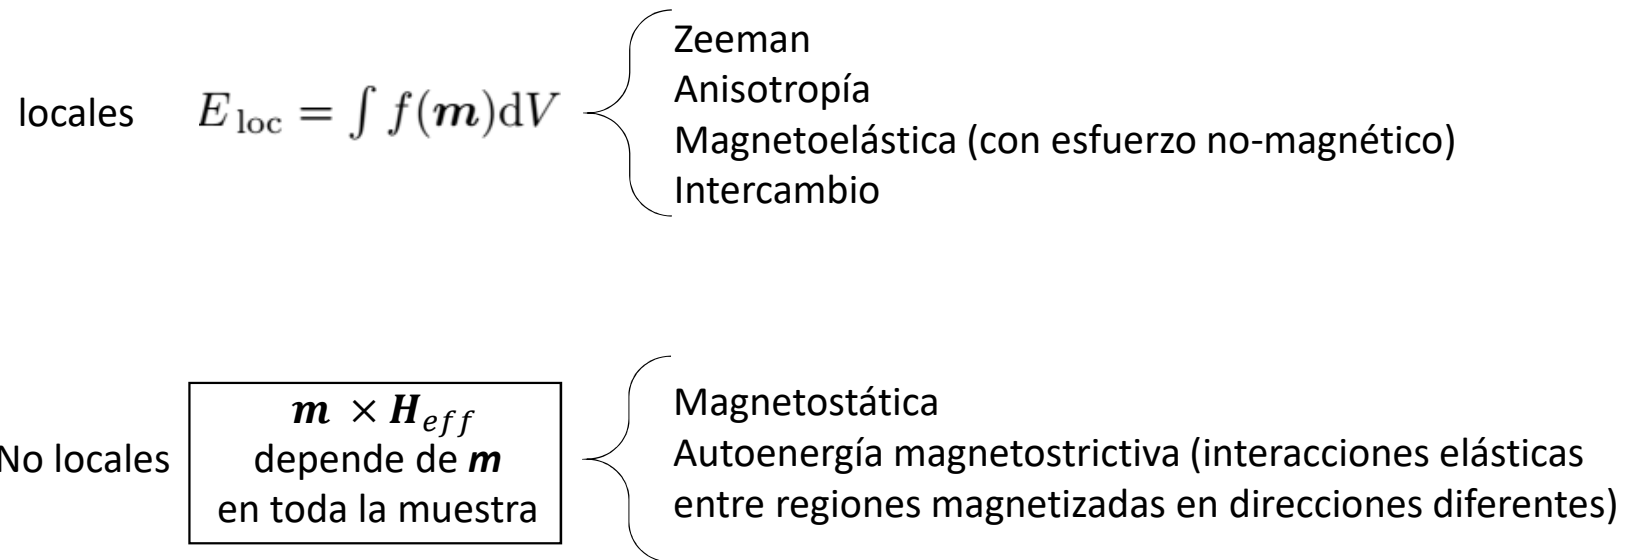 Zeeman
locales
E_loc = ∫ f(m)dV
Anisotropía
Magnetoelástica (con esfuerzo no-magnético)
Intercambio
No locales
m × H_eff
depende de m
en toda la muestra
Magnetostática
Autoenergía magnetostrictiva (interacciones elásticas
entre regiones magnetizadas en direcciones diferentes)